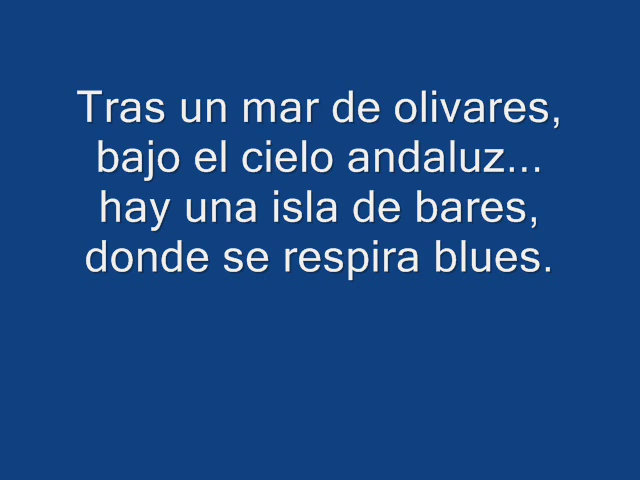 Tras un mar de olivares,
bajo el cielo andaluz...
hay una isla de bares,
donde se respira blues.